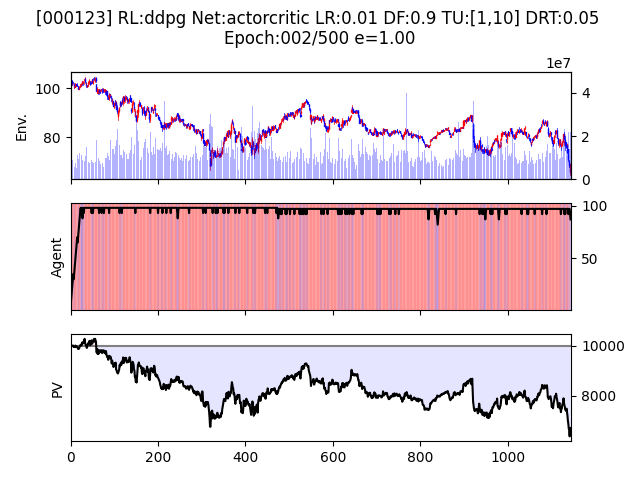 [000123] RL:ddpg Net:actorcritic LR:0.01 DF:0.9 TU:[1,10] DRT:0.05
Epoch:002/500 e=1.00
1e7
Env.
100
80
4
2
0
Agent
100
50
PV
10000
8000
0 200 400 600 800 1000